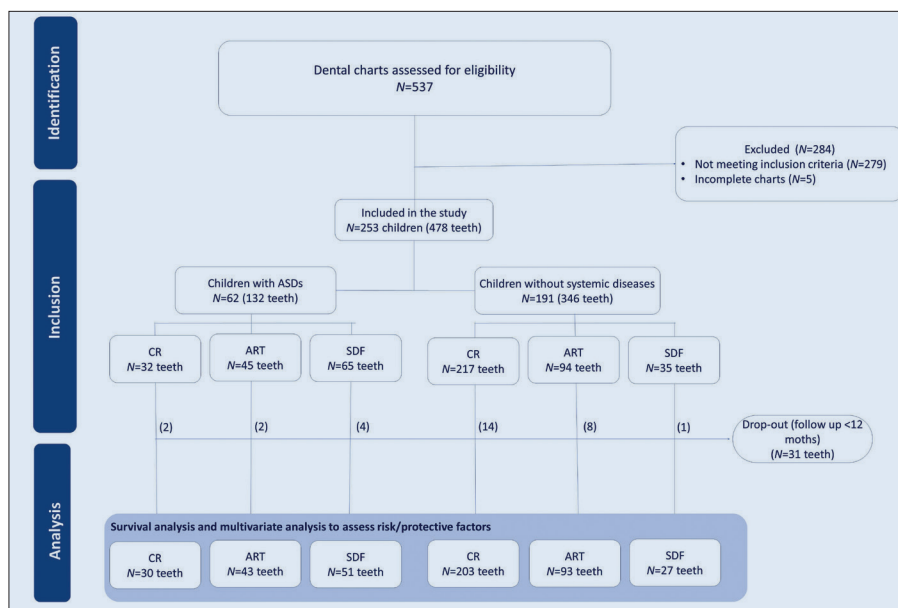 Identification
Dental charts assessed for eligibility
N=537
Excluded (N=284)
• Not meeting inclusion criteria (N=279)
• Incomplete charts (N=5)
Inclusion
Included in the study
N=253 children (478 teeth)
Children with ASDs
N=62 (132 teeth)
Children without systemic diseases
N=191 (346 teeth)
CR
N=32 teeth
ART
N=45 teeth
SDF
N=65 teeth
CR
N=217 teeth
ART
N=94 teeth
SDF
N=35 teeth
(2)
(2)
(4)
(14)
(8)
(1)
Drop-out (follow up <12
moths)
(N=31 teeth)
Analysis
Survival analysis and multivariate analysis to assess risk/protective factors
CR
N=30 teeth
ART
N=43 teeth
SDF
N=51 teeth
CR
N=203 teeth
ART
N=93 teeth
SDF
N=27 teeth